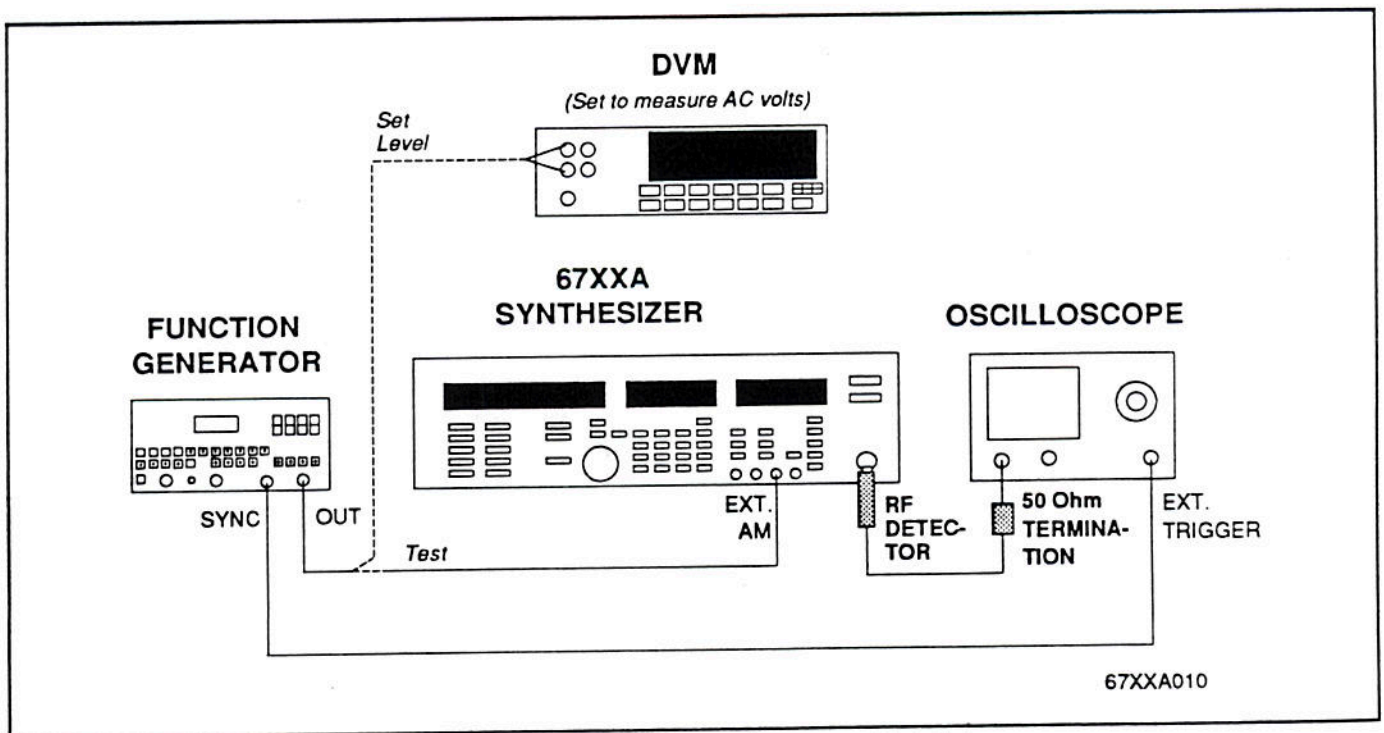 DVM
(Set to measure AC volts)
Set
Level
67XXA
SYNTHESIZER
FUNCTION
GENERATOR
OSCILLOSCOPE
SYNC
OUT
Test
EXT.
AM
RF
DETEC-
TOR
50 Ohm
TERMINA-
TION
EXT.
TRIGGER
67XXA010